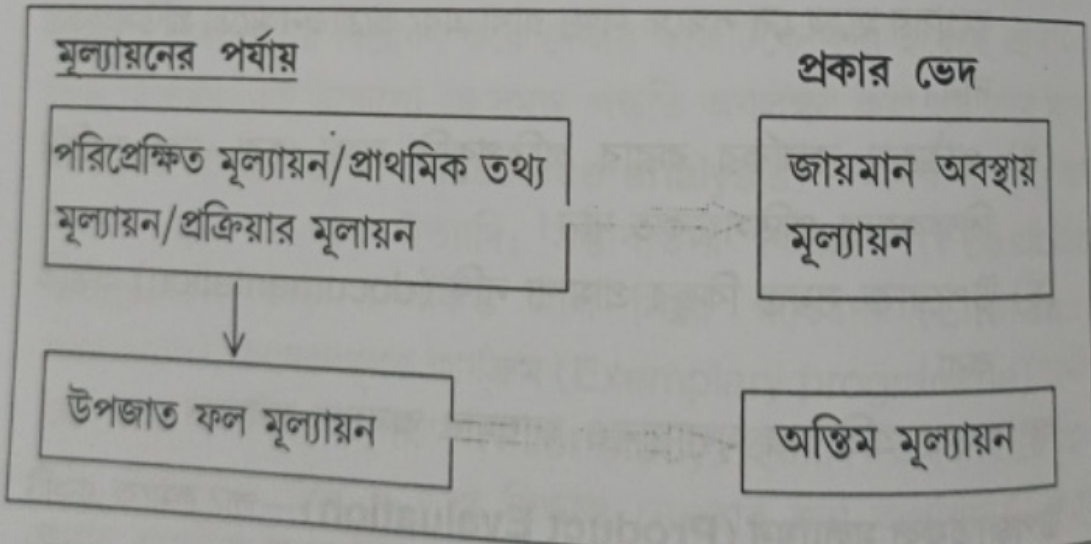 মূল্যায়নের পর্যায়
প্রকার ভেদ
পরিপ্রেক্ষিত মূল্যায়ন/প্রাথমিক তথ্য
মূল্যায়ন/প্রক্রিয়ার মূলায়ন
জায়মান অবস্থায়
মূল্যায়ন
উপজাত ফল মূল্যায়ন
অন্তিম মূল্যায়ন